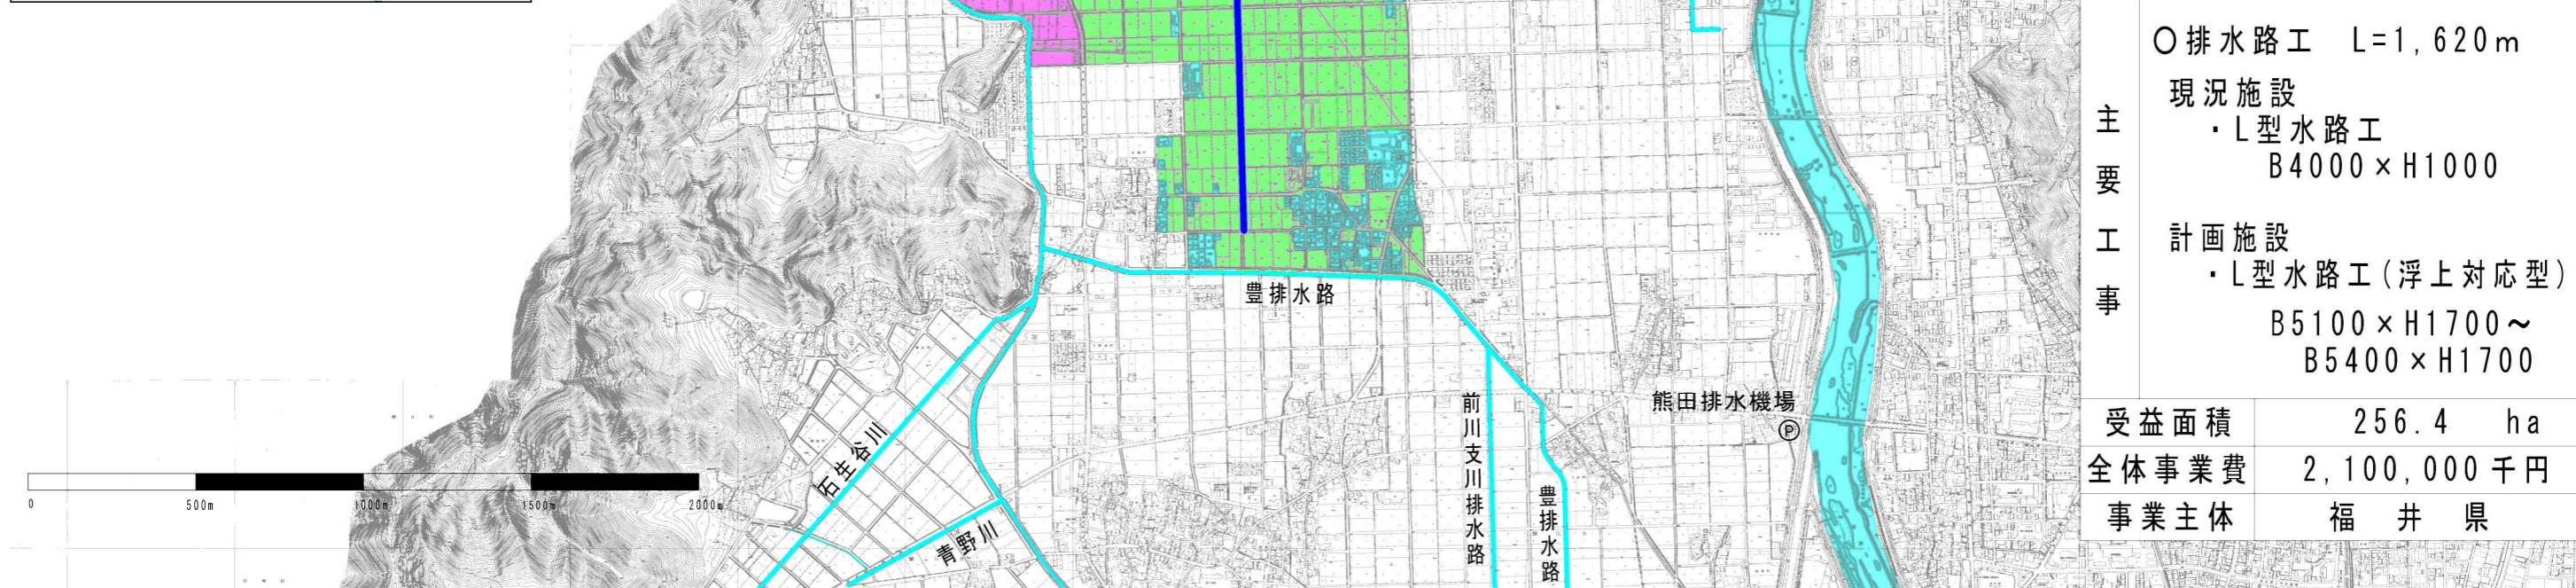 豊排水路
石生谷川
青野川
前川支川排水路
豊排水路
熊田排水機場
Ⓟ
0 500m 1000m 1500m 2000m
主要工事
○排水路工 L=1,620m
現況施設
・L型水路工
B4000×H1000
計画施設
・L型水路工(浮上対応型)
B5100×H1700~
B5400×H1700
受益面積 256.4 ha
全体事業費 2,100,000千円
事業主体 福井県